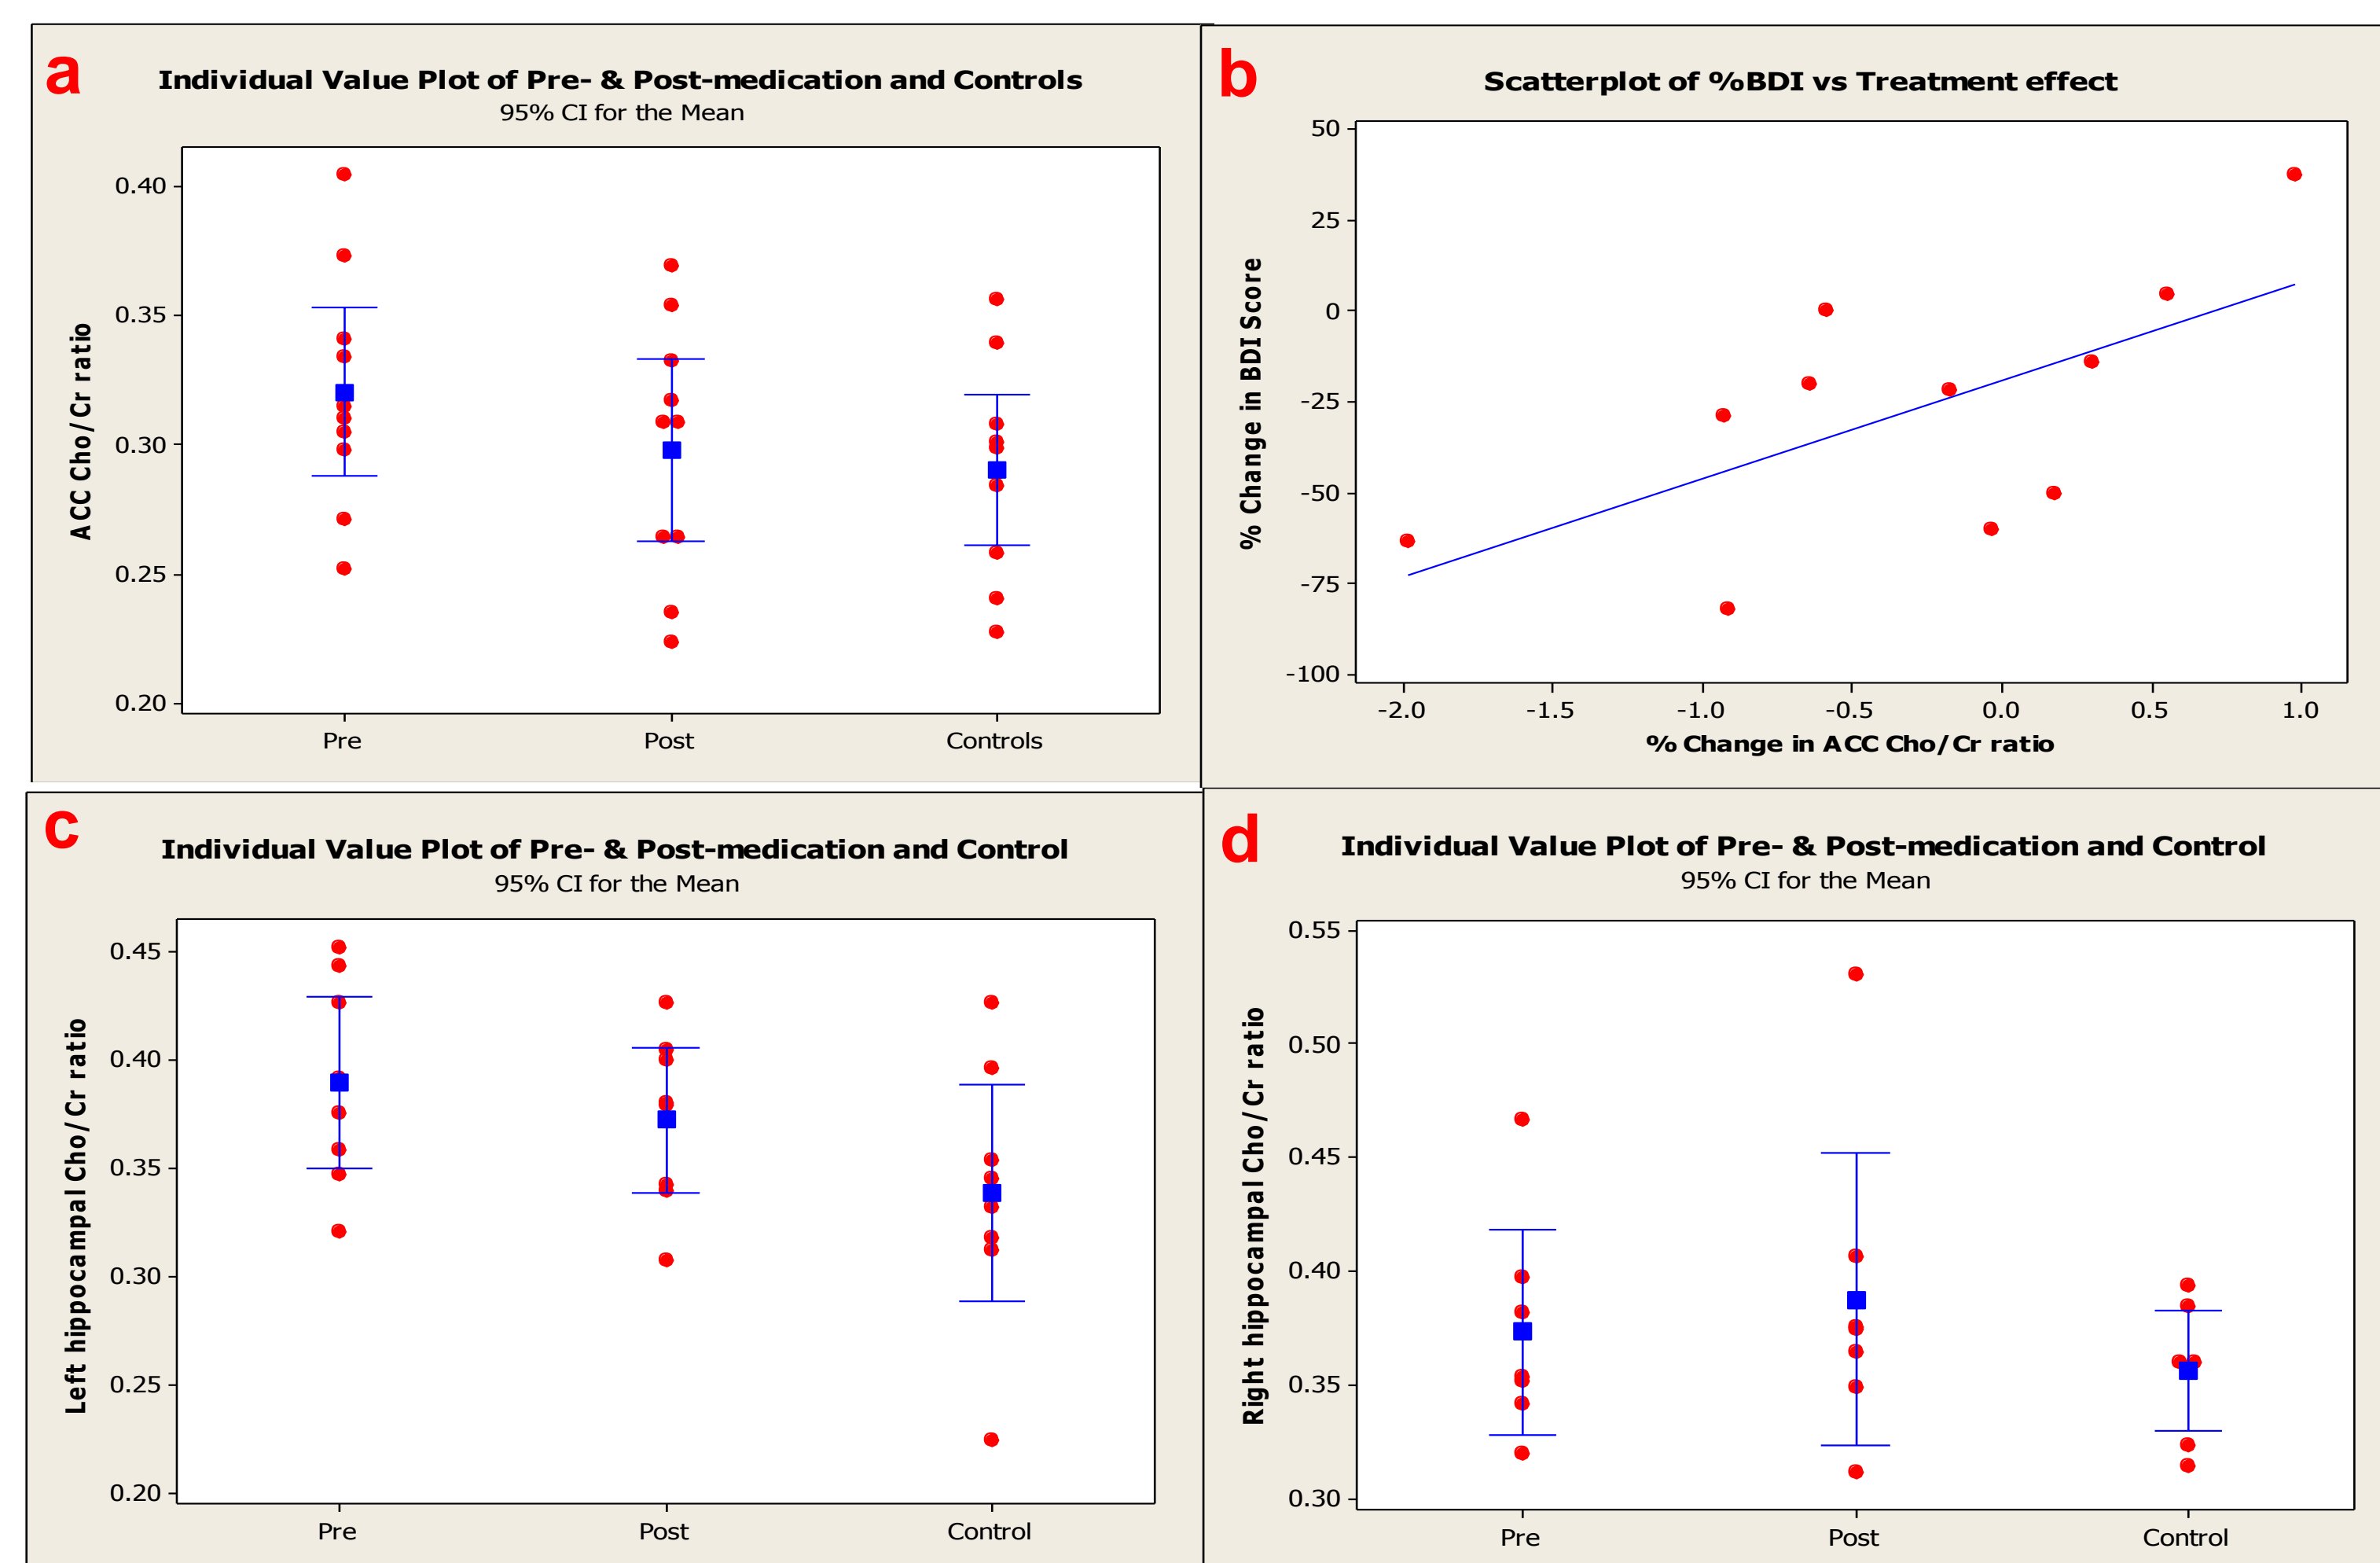 a
Individual Value Plot of Pre- & Post-medication and Controls
95% CI for the Mean
ACC Cho/Cr ratio
0.40
0.35
0.30
0.25
0.20
Pre Post Controls
b
Scatterplot of %BDI vs Treatment effect
% Change in BDI Score
50
25
0
-25
-50
-75
-100
-2.0 -1.5 -1.0 -0.5 0.0 0.5 1.0
% Change in ACC Cho/Cr ratio
c
Individual Value Plot of Pre- & Post-medication and Control
95% CI for the Mean
Left hippocampal Cho/Cr ratio
0.45
0.40
0.35
0.30
0.25
0.20
Pre Post Control
d
Individual Value Plot of Pre- & Post-medication and Control
95% CI for the Mean
Right hippocampal Cho/Cr ratio
0.55
0.50
0.45
0.40
0.35
0.30
Pre Post Control